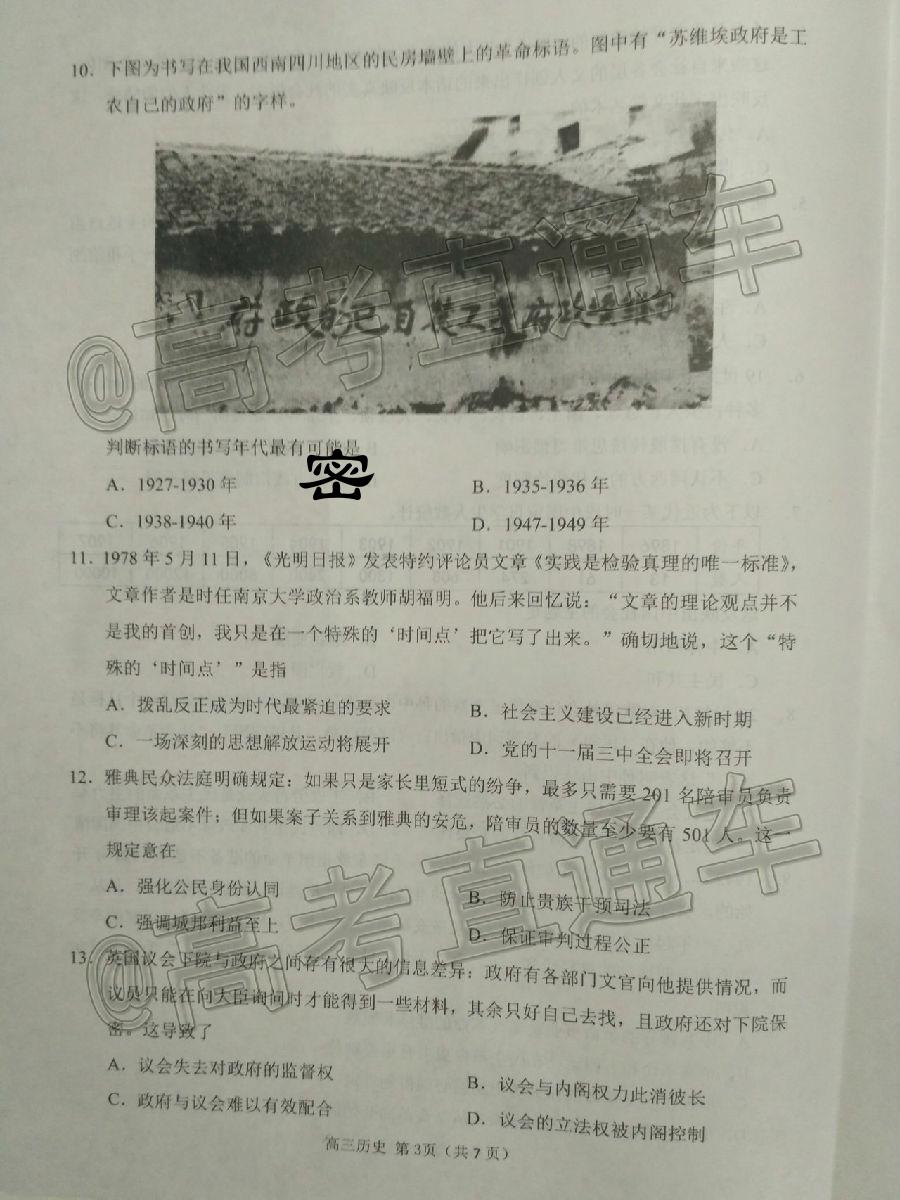 10. 下图为书写在我国西南四川地区的民房墙壁上的革命标语。图中有“苏维埃政府是工
农自己的政府”的字样。
府政的己自农工是府政埃维苏
判断标语的书写年代最有可能是
密
A. 1927-1930 年
B. 1935-1936 年
C. 1938-1940 年
D. 1947-1949 年
11. 1978 年 5 月 11 日，《光明日报》发表特约评论员文章《实践是检验真理的唯一标准》，
文章作者是时任南京大学政治系教师胡福明。他后来回忆说：“文章的理论观点并不
是我的首创，我只是在一个特殊的‘时间点’把它写了出来。”确切地说，这个“特
殊的‘时间点’”是指
A. 拨乱反正成为时代最紧迫的要求
B. 社会主义建设已经进入新时期
C. 一场深刻的思想解放运动将展开
D. 党的十一届三中全会即将召开
12. 雅典民众法庭明确规定：如果只是家长里短式的纷争，最多只需要 201 名陪审员负责
审理该起案件；但如果案子关系到雅典的安危，陪审员的数量至少要有 501 人。这一
规定意在
A. 强化公民身份认同
B. 防止贵族干预司法
C. 强调城邦利益至上
D. 保证审判过程公正
13. 英国议会下院与政府之间存有很大的信息差异：政府有各部门文官向他提供情况，而
议员只能在向大臣询问时才能得到一些材料，其余只好自己去找，且政府还对下院保
密。这导致了
A. 议会失去对政府的监督权
B. 议会与内阁权力此消彼长
C. 政府与议会难以有效配合
D. 议会的立法权被内阁控制
高三历史 第 3页（共 7 页）
@高考直通车
@高考直通车